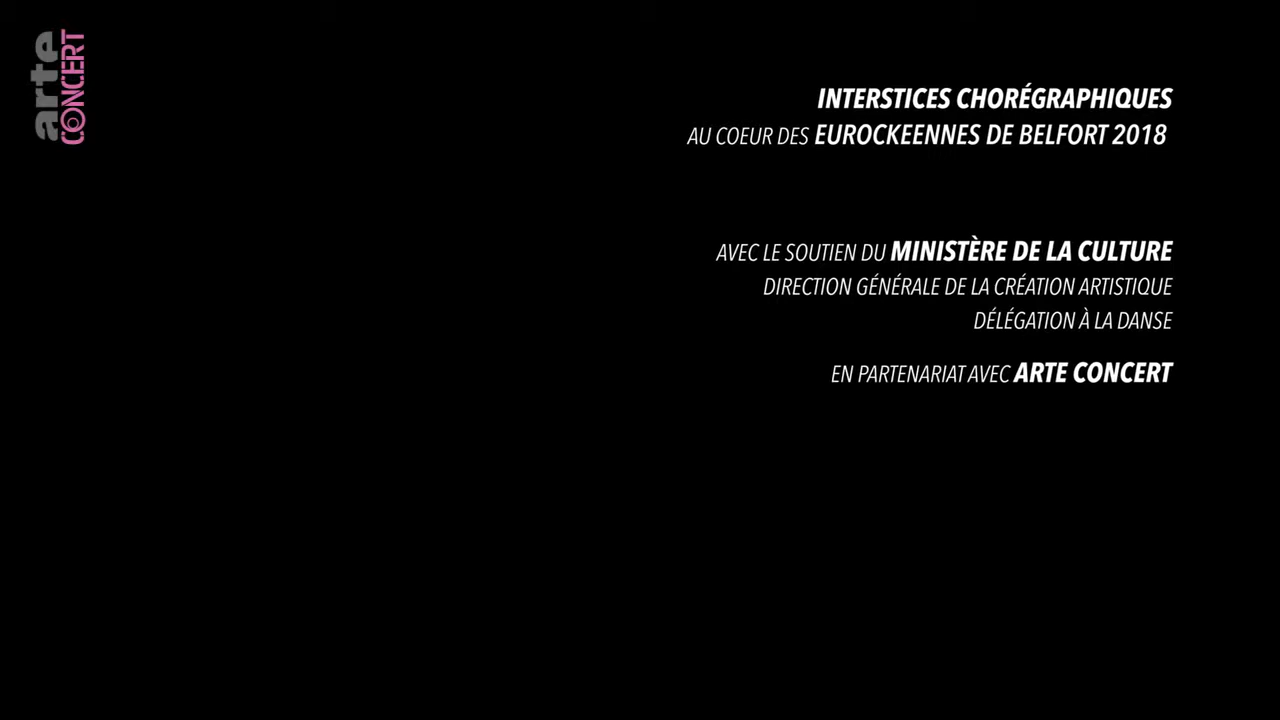 arte
CONCERT
INTERSTICES CHORÉGRAPHIQUES
AU COEUR DES EUROCKEENNES DE BELFORT 2018
AVEC LE SOUTIEN DU MINISTÈRE DE LA CULTURE
DIRECTION GÉNÉRALE DE LA CRÉATION ARTISTIQUE
DÉLÉGATION À LA DANSE
EN PARTENARIAT AVEC ARTE CONCERT